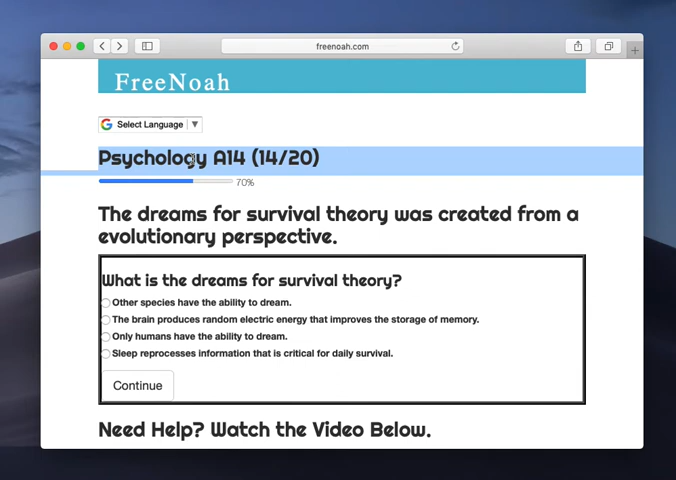 freenoah.com
FreeNoah
Select Language ▼
Psychology A14 (14/20)
70%
The dreams for survival theory was created from a
evolutionary perspective.
What is the dreams for survival theory?
Other species have the ability to dream.
The brain produces random electric energy that improves the storage of memory.
Only humans have the ability to dream.
Sleep reprocesses information that is critical for daily survival.
Continue
Need Help? Watch the Video Below.